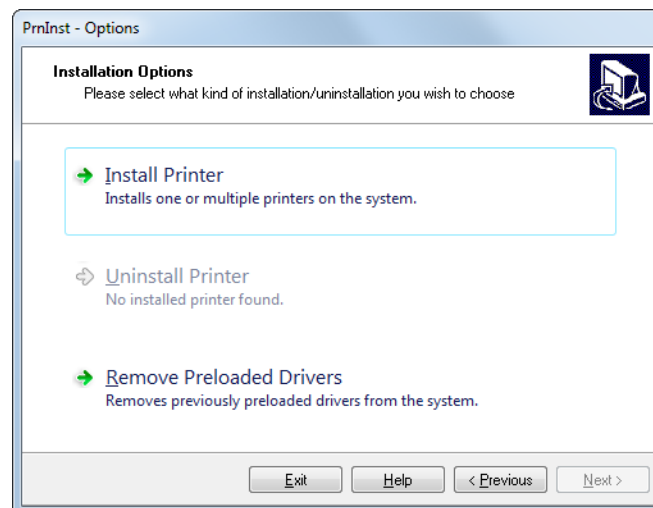 PrnInst - Options
Installation Options
Please select what kind of installation/uninstallation you wish to choose
Install Printer
Installs one or multiple printers on the system.
Uninstall Printer
No installed printer found.
Remove Preloaded Drivers
Removes previously preloaded drivers from the system.
Exit Help < Previous Next >